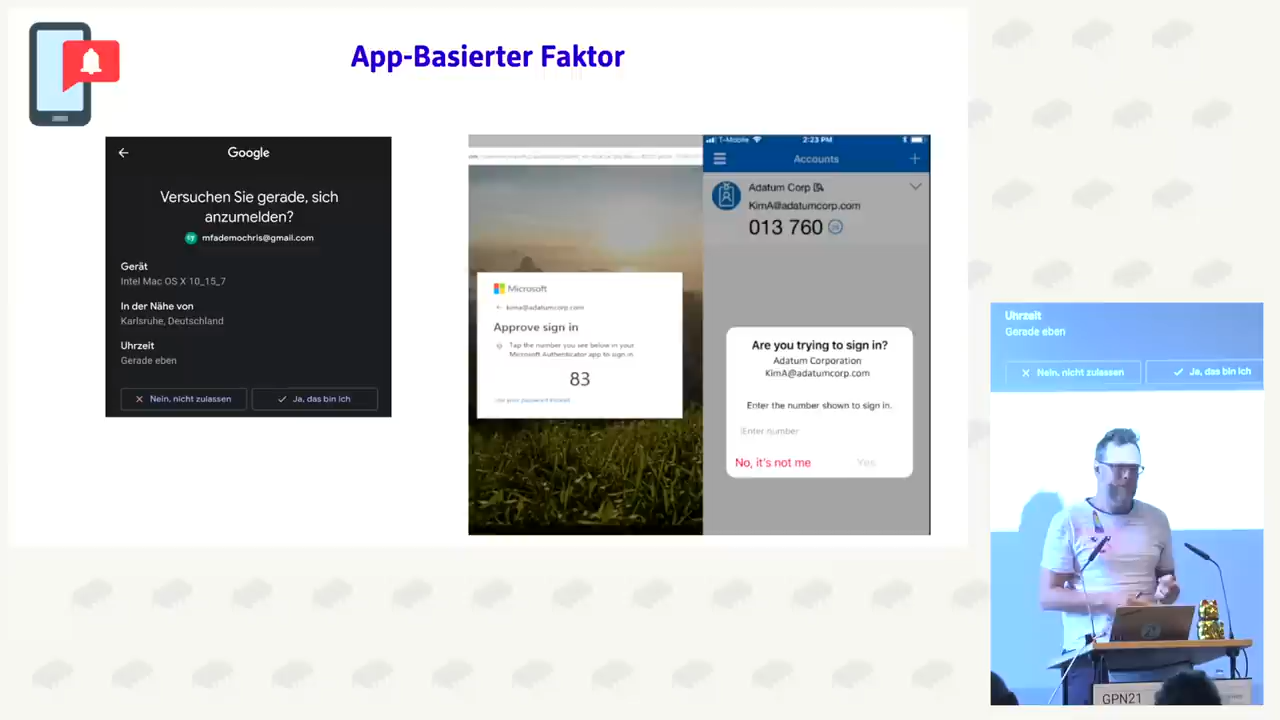 App-Basierter Faktor
Google
Versuchen Sie gerade, sich
anzumelden?
mfademochris@gmail.com
Gerät
Intel Mac OS X 10_15_7
In der Nähe von
Karlsruhe, Deutschland
Uhrzeit
Gerade eben
Nein, nicht zulassen
Ja, das bin ich
Microsoft
kima@adatumcorp.com
Approve sign in
Tap the number you see below in your
Microsoft Authenticator app to sign in.
83
Use your password instead
T-Mobile
2:23 PM
Accounts
Adatum Corp
KimA@adatumcorp.com
013 760
Are you trying to sign in?
Adatum Corporation
KimA@adatumcorp.com
Enter the number shown to sign in.
Enter number
No, it's not me
Yes
Uhrzeit
Gerade eben
Nein, nicht zulassen
Ja, das bin ich
GPN21